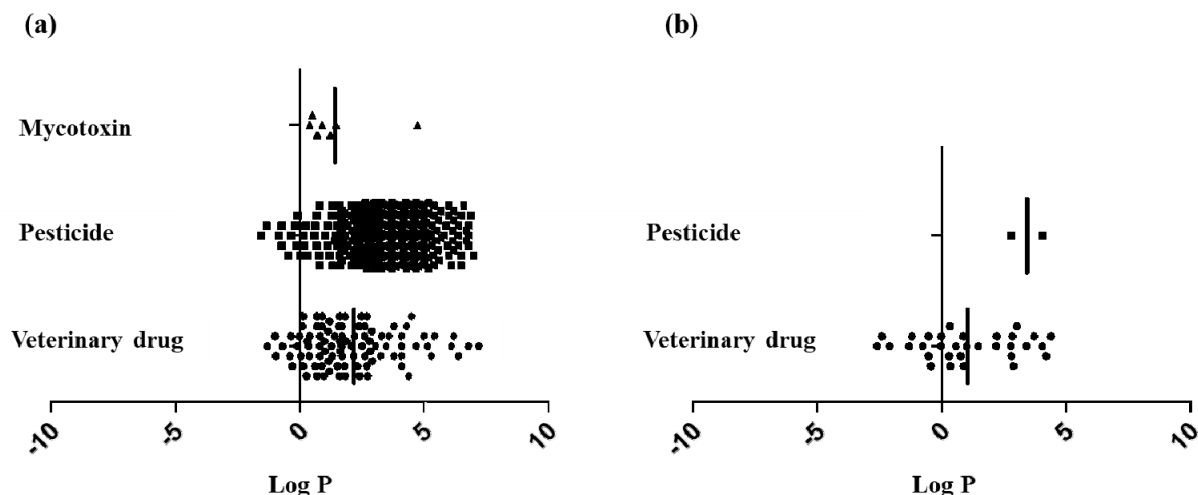 (a)
Mycotoxin
Pesticide
Veterinary drug
-10
-5
0
5
10
Log P
(b)
Pesticide
Veterinary drug
-10
-5
0
5
10
Log P